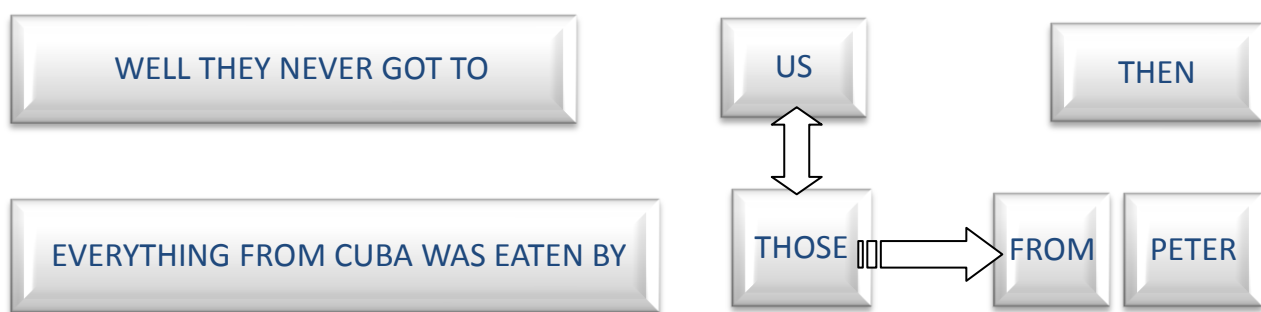 WELL THEY NEVER GOT TO US THEN
EVERYTHING FROM CUBA WAS EATEN BY THOSE FROM PETER